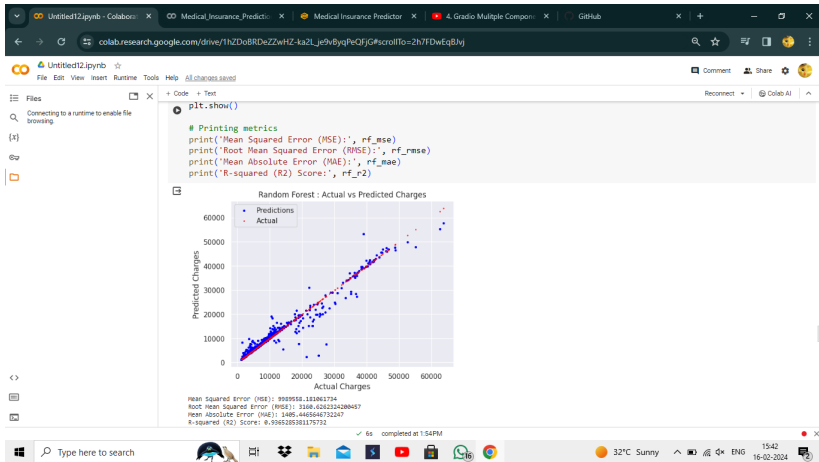 Untitled12.ipynb - Colaborat
Medical_Insurance_Predictio
Medical Insurance Predictor
4. Gradio Mulitple Compone
GitHub
colab.research.google.com/drive/1hZDoBRDeZZwHZ-ka2L_je9vByqPeQFjG#scrollTo=2h7FDwEqBJvj
Untitled12.ipynb
File Edit View Insert Runtime Tools Help All changes saved
Comment Share
Files
+ Code + Text
Reconnect
Colab AI
Connecting to a runtime to enable file
browsing.
{x}
plt.show()
# Printing metrics
print('Mean Squared Error (MSE):', rf_mse)
print('Root Mean Squared Error (RMSE):', rf_rmse)
print('Mean Absolute Error (MAE):', rf_mae)
print('R-squared (R2) Score:', rf_r2)
Random Forest : Actual vs Predicted Charges
Predictions
Actual
60000
50000
40000
30000
20000
10000
0
Predicted Charges
0 10000 20000 30000 40000 50000 60000
Actual Charges
Mean Squared Error (MSE): 9989558.181061734
Root Mean Squared Error (RMSE): 3160.6262324200457
Mean Absolute Error (MAE): 1405.4465646732247
R-squared (R2) Score: 0.9365285381175732
6s completed at 1:54PM
Type here to search
32°C Sunny
ENG
15:42
16-02-2024